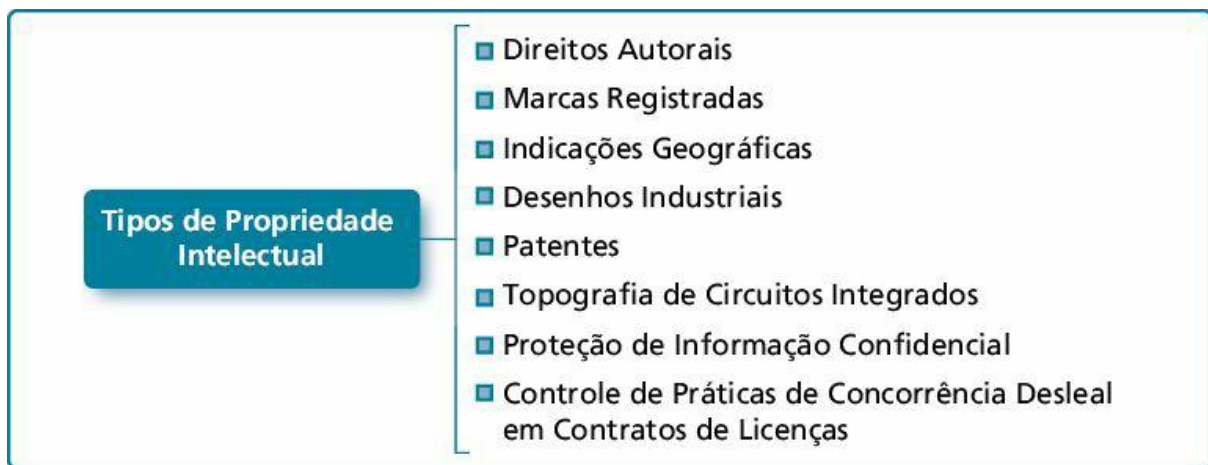 Tipos de Propriedade
Intelectual
Direitos Autorais
Marcas Registradas
Indicações Geográficas
Desenhos Industriais
Patentes
Topografia de Circuitos Integrados
Proteção de Informação Confidencial
Controle de Práticas de Concorrência Desleal
em Contratos de Licenças